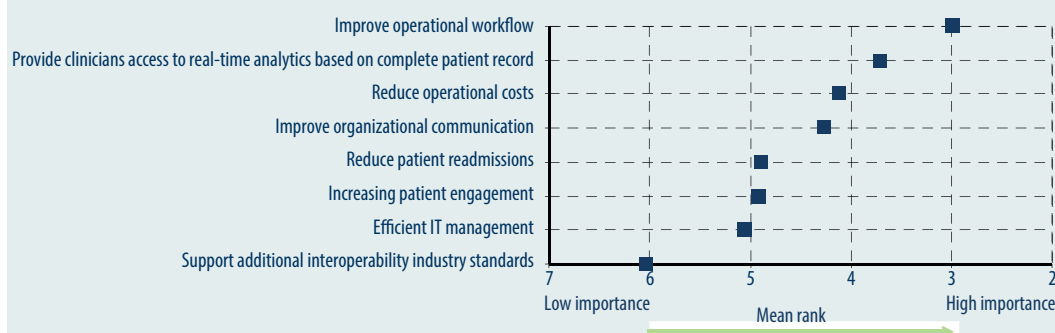 Improve operational workflow
Provide clinicians access to real-time analytics based on complete patient record
Reduce operational costs
Improve organizational communication
Reduce patient readmissions
Increasing patient engagement
Efficient IT management
Support additional interoperability industry standards
7 6 5 4 3 2
Low importance High importance
Mean rank